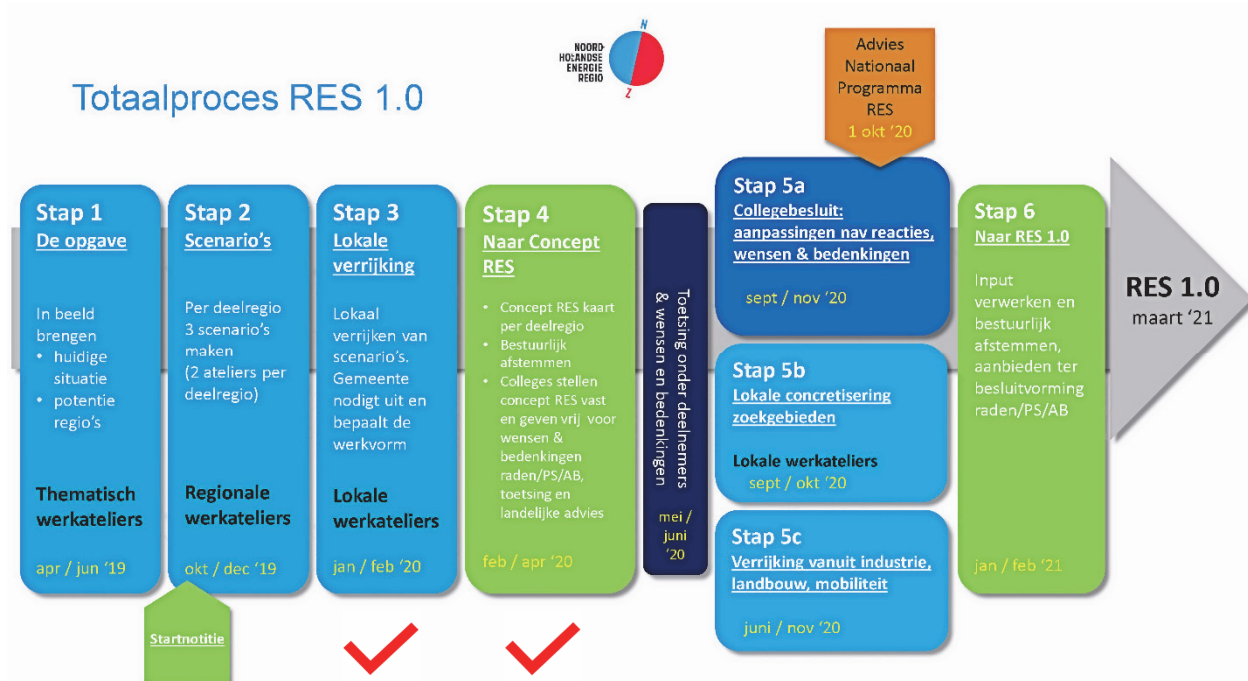 Totaalproces RES 1.0
NOORD-
HOLLANDSE
ENERGIE
REGIO
N
Z
Advies
Nationaal
Programma
RES
1 okt ‘20
Stap 1
De opgave
In beeld
brengen
• huidige
situatie
• potentie
regio’s
Thematisch
werkateliers
apr / jun ‘19
Stap 2
Scenario’s
Per deelregio
3 scenario’s
maken
(2 ateliers per
deelregio)
Regionale
werkateliers
okt / dec ‘19
Startnotitie
Stap 3
Lokale
verrijking
Lokaal
verrijken van
scenario’s.
Gemeente
nodigt uit en
bepaalt de
werkvorm
Lokale
werkateliers
jan / feb ‘20
Stap 4
Naar Concept
RES
• Concept RES kaart
per deelregio
• Bestuurlijk
afstemmen
• Colleges stellen
concept RES vast
en geven vrij voor
wensen &
bedenkingen
raden/PS/AB,
toetsing en
landelijke advies
feb / apr ‘20
Toetsing onder deelnemers
& wensen en bedenkingen
mei /
juni
‘20
Stap 5a
Collegebesluit:
aanpassingen nav reacties,
wensen & bedenkingen
sept / nov ‘20
Stap 5b
Lokale concretisering
zoekgebieden
Lokale werkateliers
sept / okt ‘20
Stap 5c
Verrijking vanuit industrie,
landbouw, mobiliteit
juni / nov ‘20
Stap 6
Naar RES 1.0
Input
verwerken en
bestuurlijk
afstemmen,
aanbieden ter
besluitvorming
raden/PS/AB
jan / feb ‘21
RES 1.0
maart ‘21